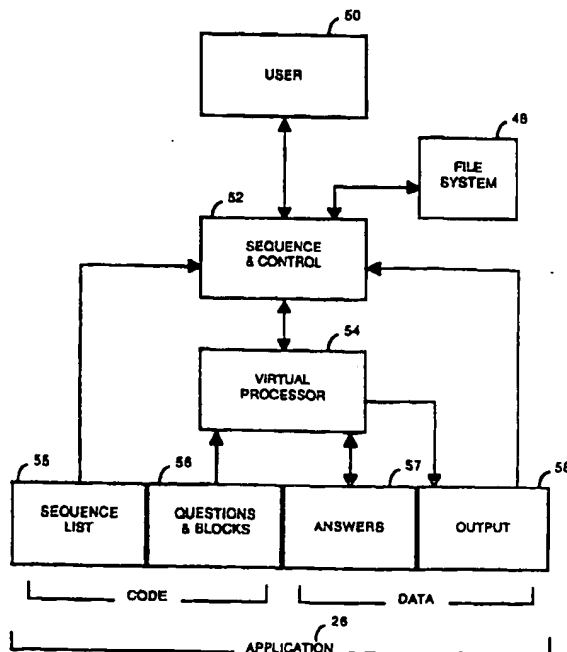 50
USER
48
FILE
SYSTEM
52
SEQUENCE
& CONTROL
54
VIRTUAL
PROCESSOR
55
56
57
58
SEQUENCE
LIST
QUESTIONS
& BLOCKS
ANSWERS
OUTPUT
CODE
DATA
26
APPLICATION